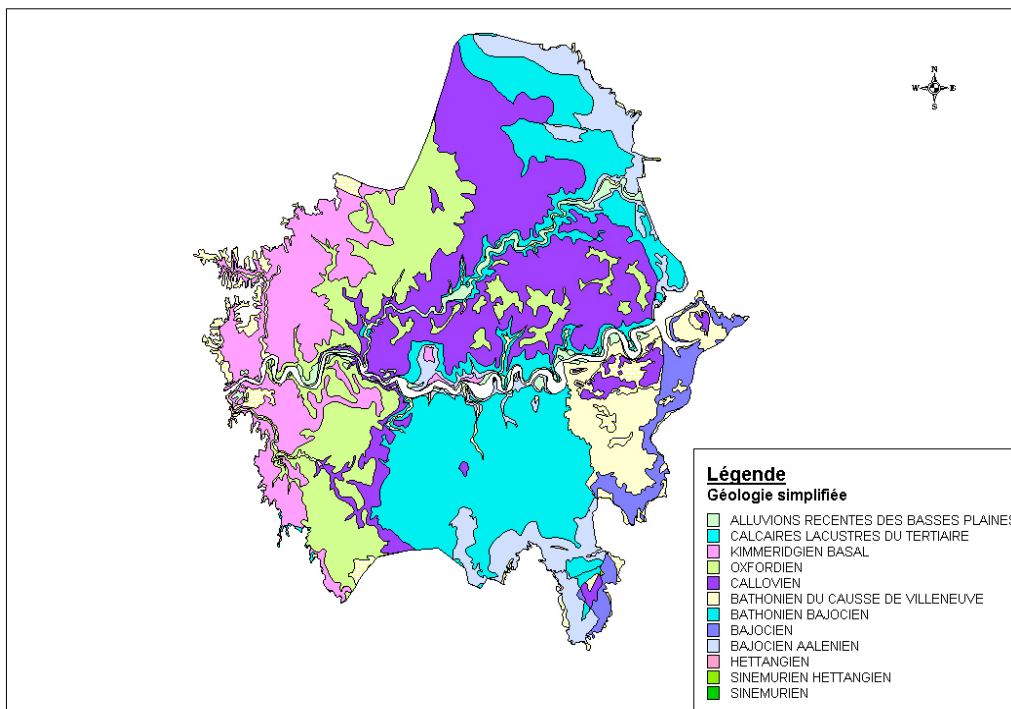 N
W E
S
Légende
Géologie simplifiée
ALLUVIONS RECENTES DES BASSES PLAINES
CALCAIRES LACUSTRES DU TERTIAIRE
KIMMERIDGIEN BASAL
OXFORDIEN
CALLOVIEN
BATHONIEN DU CAUSSE DE VILLENEUVE
BATHONIEN BAJOCIEN
BAJOCIEN
BAJOCIEN AALENIEN
HETTANGIEN
SINEMURIEN HETTANGIEN
SINEMURIEN